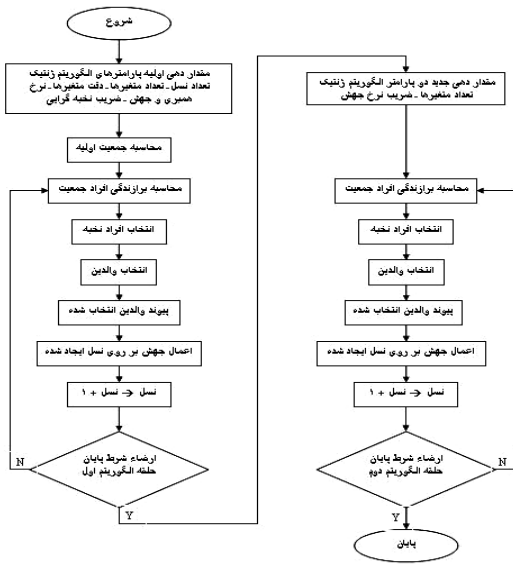 شروع
مقدار دهی اولیه پارامترهای الگوریتم ژنتیک
تعداد نسل-تعداد متغیرها-دقت متغیرها-نرخ
همبری و جهش-ضریب نخبه گرایی
محاسبه جمعیت اولیه
محاسبه برازندگی افراد جمعیت
انتخاب افراد نخبه
انتخاب والدین
پیوند والدین انتخاب شده
اعمال جهش بر روی نسل ایجاد شده
نسل → نسل + ۱
ارضاء شرط پایان
حلقه الگوریتم اول
N
Y
مقدار دهی جدید دو پارامتر الگوریتم ژنتیک
تعداد متغیرها-ضریب نرخ جهش
محاسبه برازندگی افراد جمعیت
انتخاب افراد نخبه
انتخاب والدین
پیوند والدین انتخاب شده
اعمال جهش بر روی نسل ایجاد شده
نسل → نسل + ۱
ارضاء شرط پایان
حلقه الگوریتم دوم
N
Y
پایان